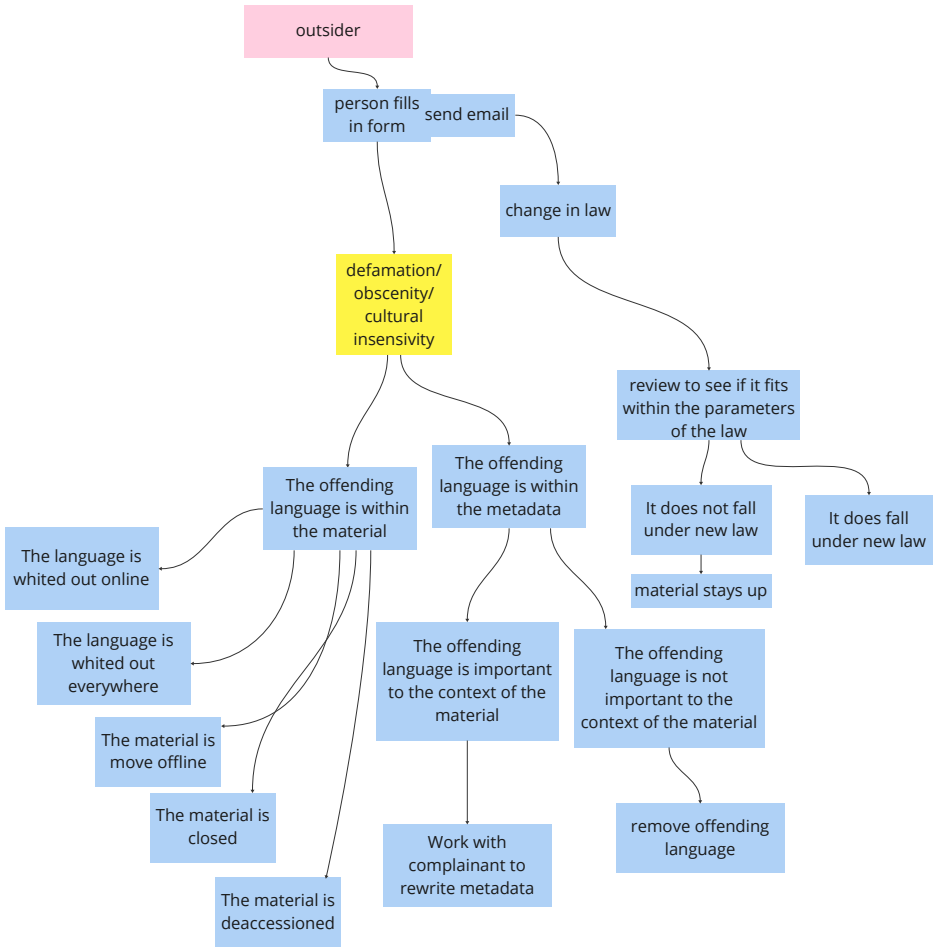 outsider
person fills
in form
send email
change in law
defamation/
obscenity/
cultural
insensivity
review to see if it fits
within the parameters
of the law
The offending
language is within
the material
The offending
language is within
the metadata
It does not fall
under new law
It does fall
under new law
material stays up
The language is
whited out online
The language is
whited out
everywhere
The material is
move offline
The material is
closed
The material is
deaccessioned
The offending
language is important
to the context of the
material
The offending
language is not
important to the
context of the material
Work with
complainant to
rewrite metadata
remove offending
language